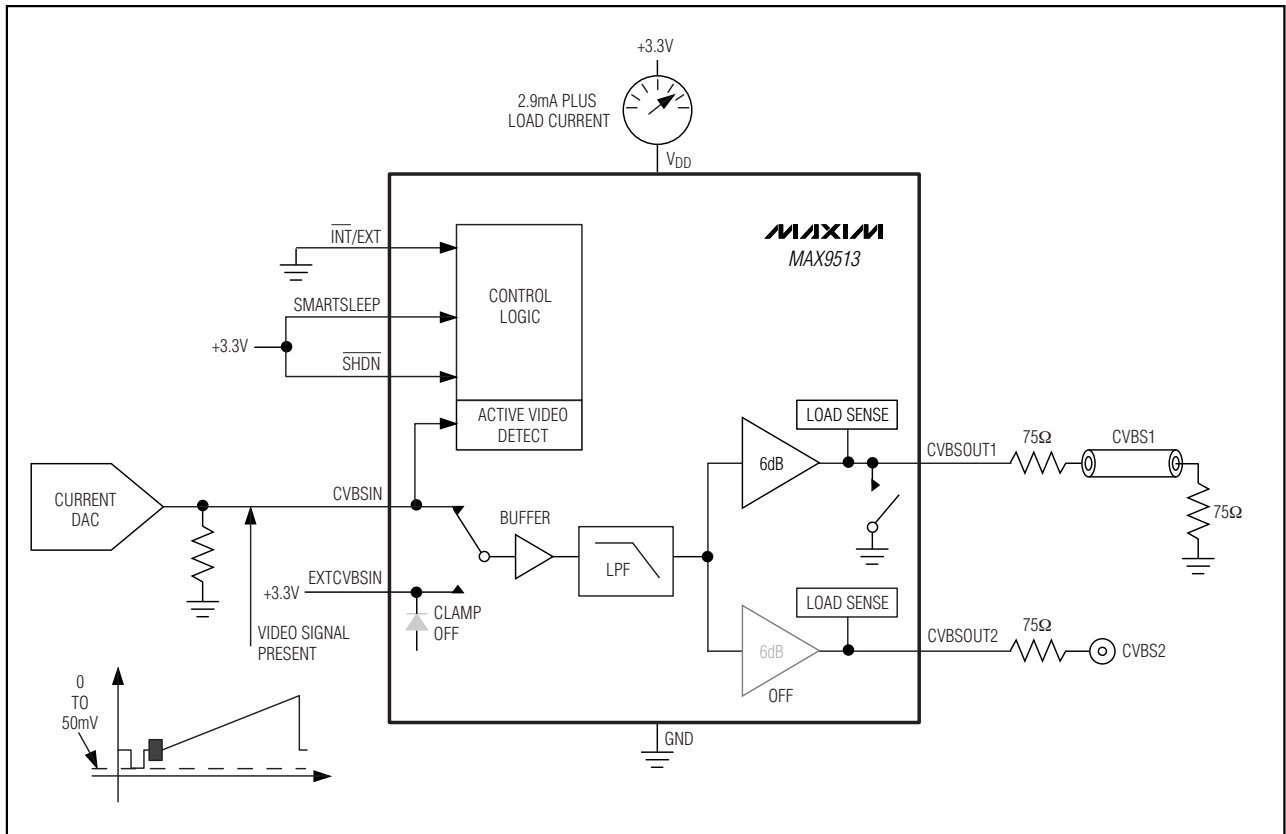 +3.3V
2.9mA PLUS
LOAD CURRENT
VDD
MAXIM
MAX9513
INT/EXT
SMARTSLEEP
+3.3V
SHDN
CONTROL
LOGIC
ACTIVE VIDEO
DETECT
LOAD SENSE
75Ω
CVBS1
CVBSOUT1
6dB
75Ω
CURRENT
DAC
CVBSIN
BUFFER
LPF
+3.3V
EXTCVBSIN
CLAMP
OFF
VIDEO SIGNAL
PRESENT
LOAD SENSE
75Ω
CVBSOUT2
CVBS2
6dB
OFF
0
TO
50mV
GND